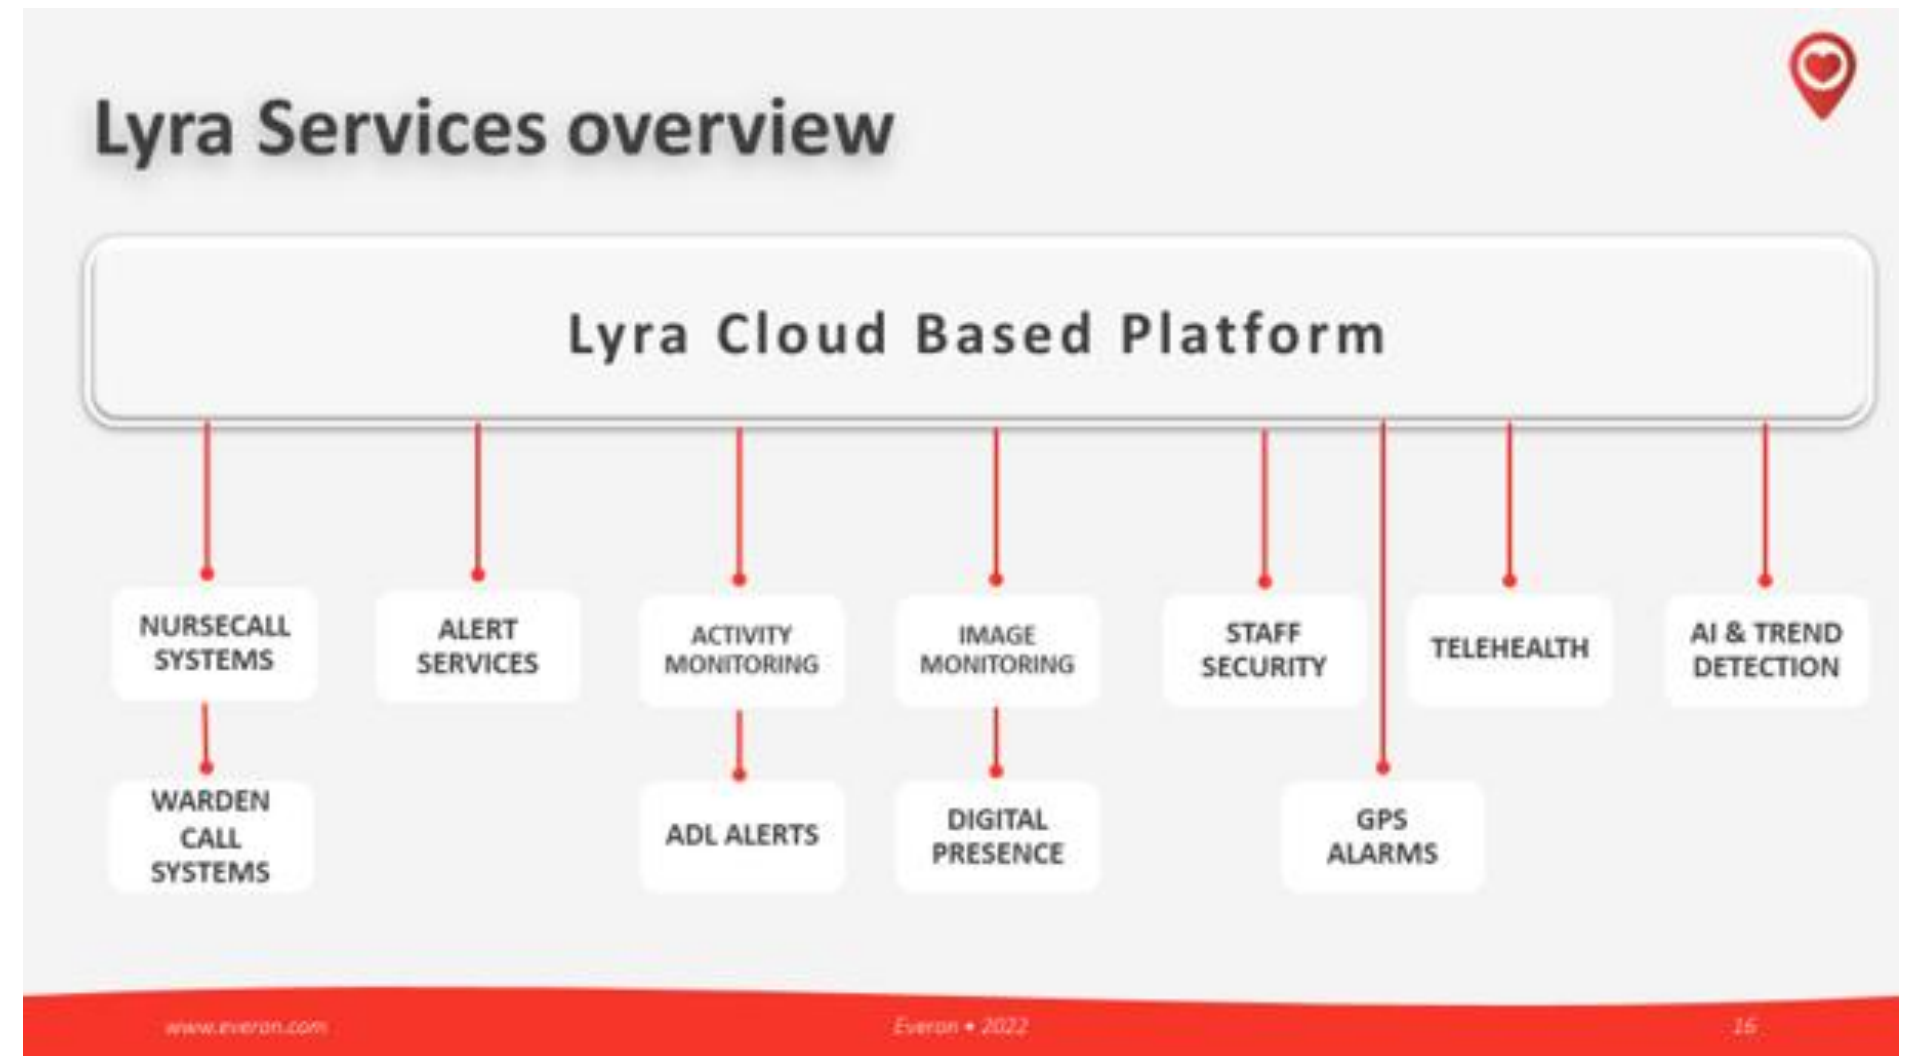 Lyra Services overview
Lyra Cloud Based Platform
NURSECALL
SYSTEMS
ALERT
SERVICES
ACTIVITY
MONITORING
IMAGE
MONITORING
STAFF
SECURITY
TELEHEALTH
AI & TREND
DETECTION
WARDEN
CALL
SYSTEMS
ADL ALERTS
DIGITAL
PRESENCE
GPS
ALARMS
www.everon.com
Everon • 2022
16